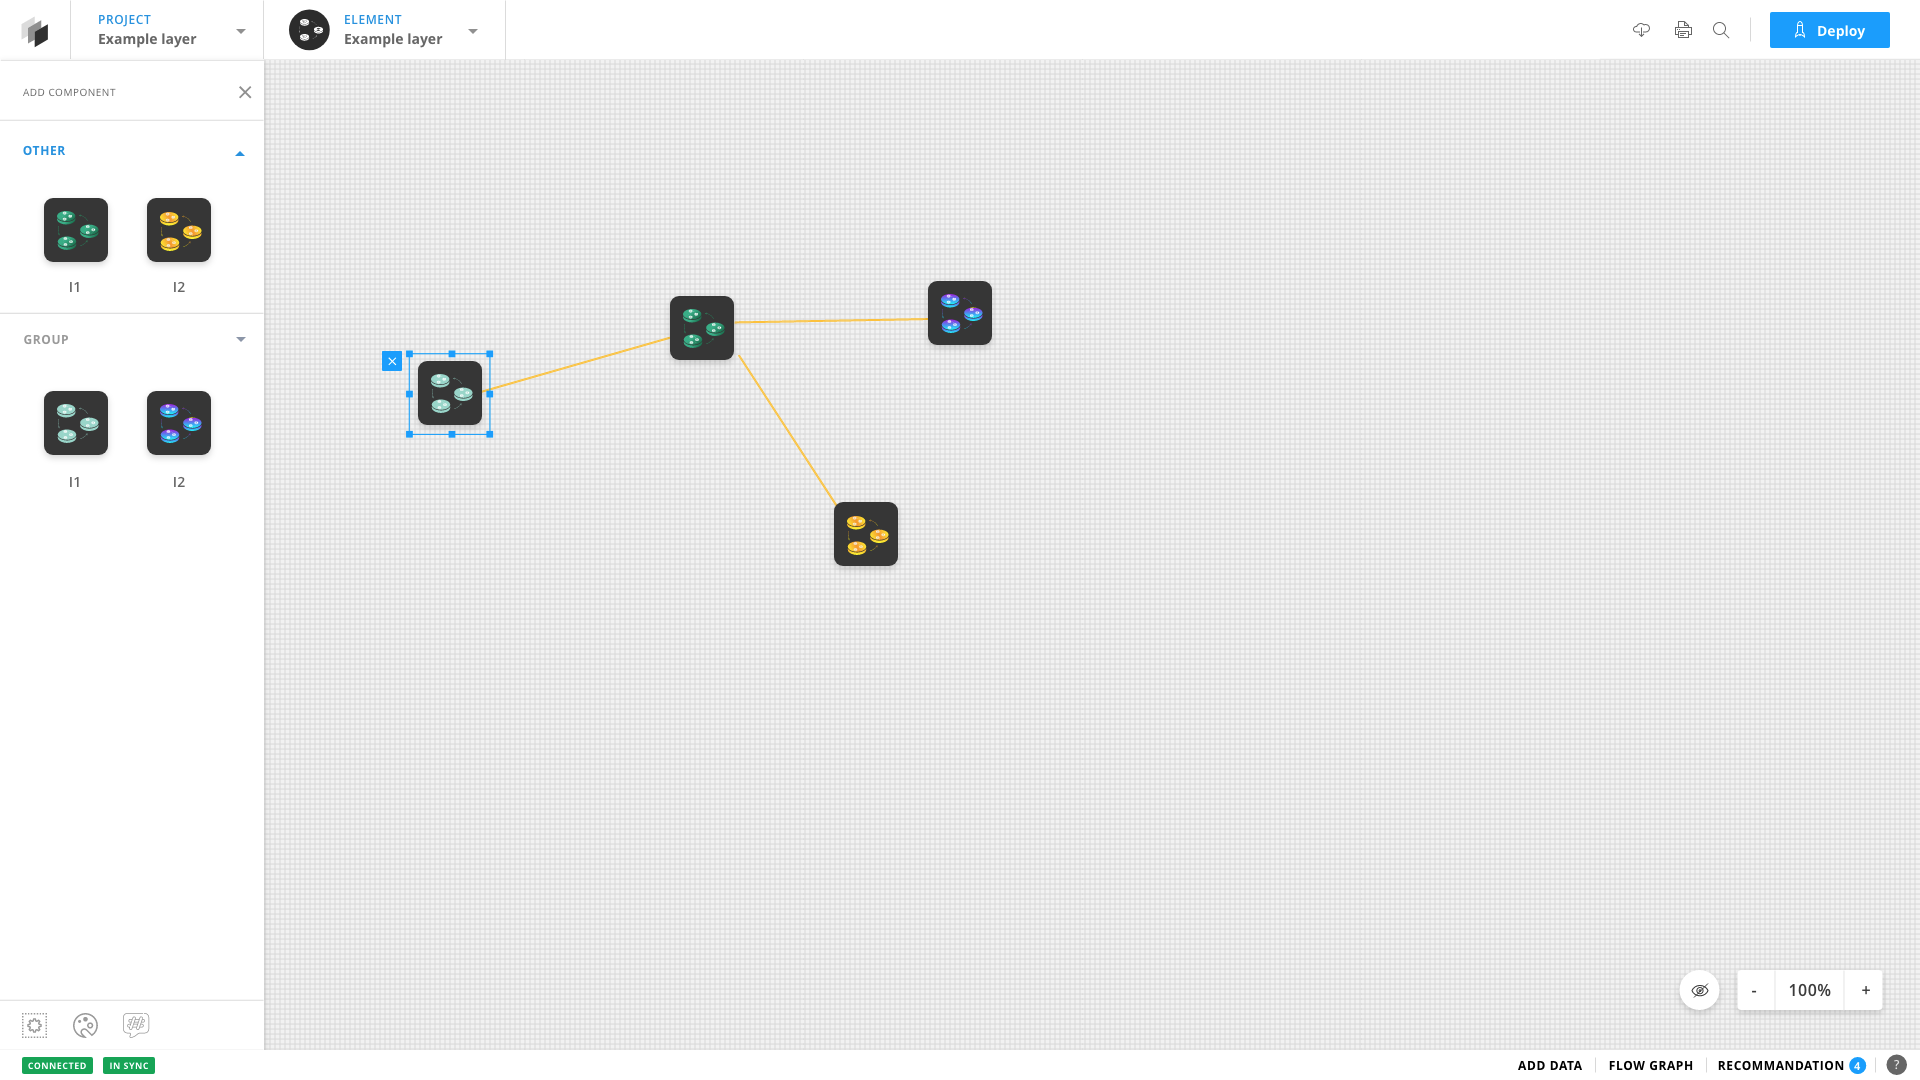 PROJECT
Example layer
ELEMENT
Example layer
Deploy
ADD COMPONENT
OTHER
I1
I2
GROUP
I1
I2
- 100% +
CONNECTED
IN SYNC
ADD DATA
FLOW GRAPH
RECOMMANDATION 4
?